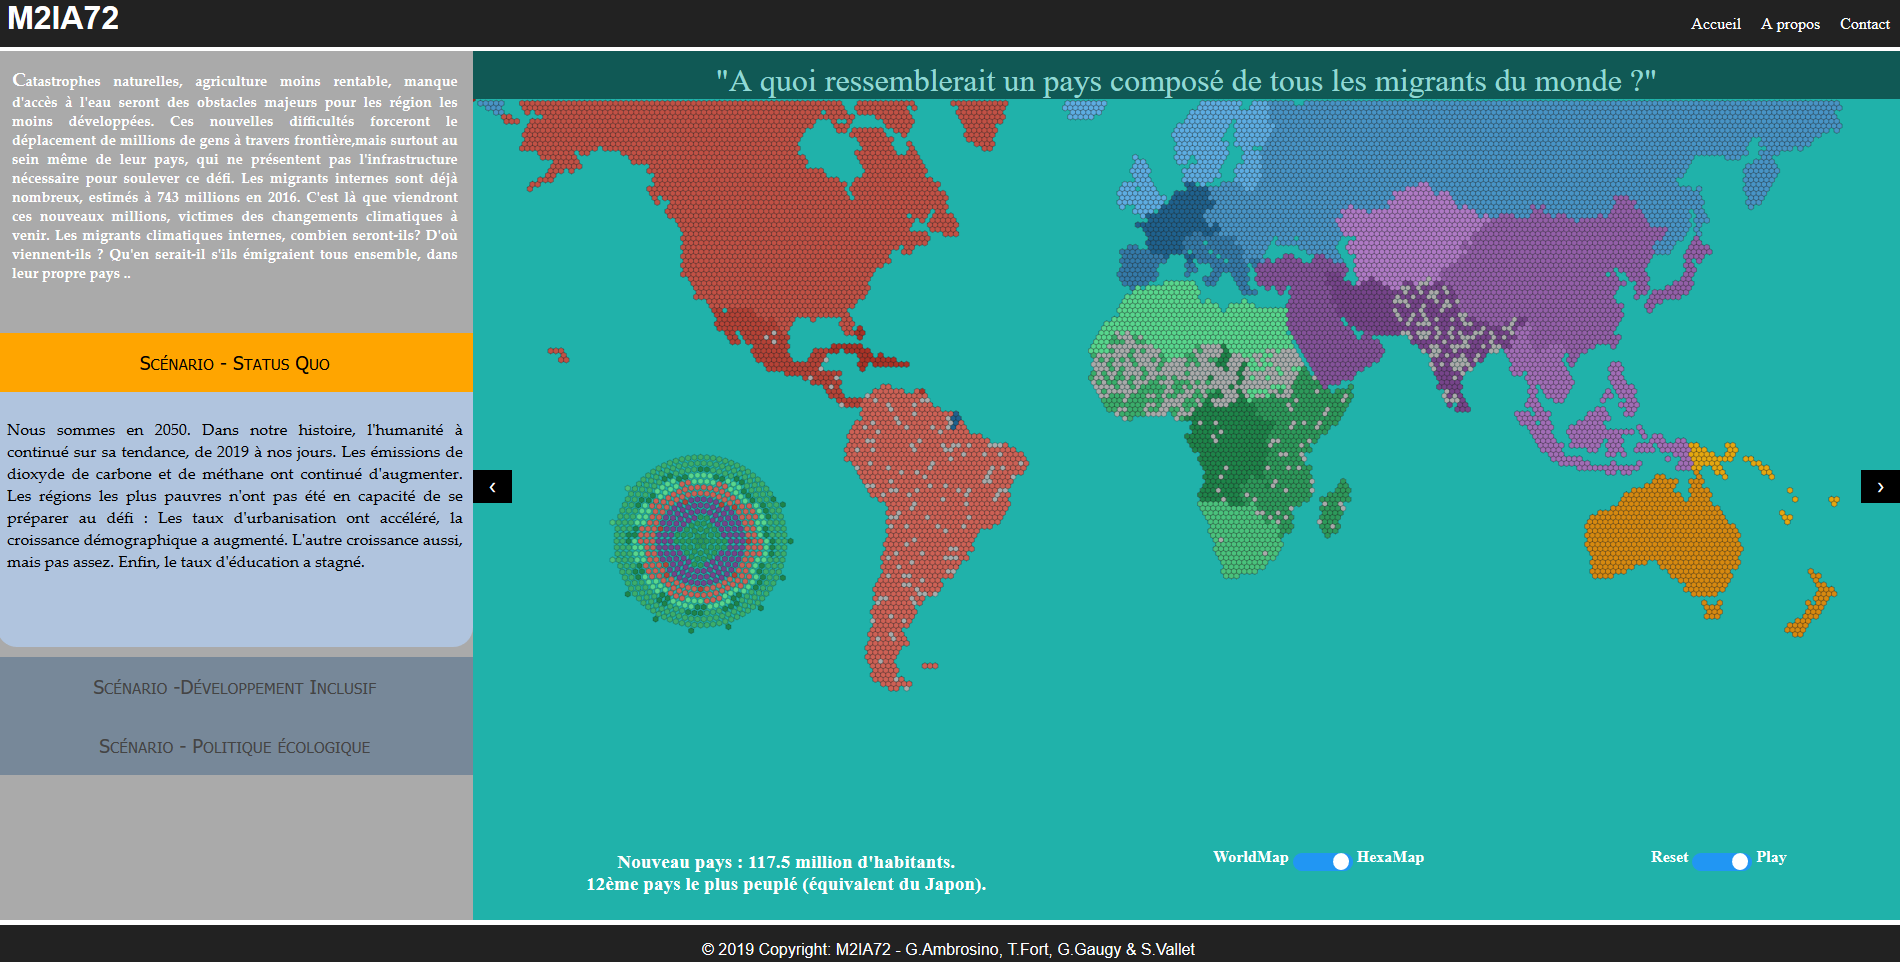 M2IA72
Accueil
A propos
Contact
Catastrophes naturelles, agriculture moins rentable, manque
d'accès à l'eau seront des obstacles majeurs pour les région les
moins développées. Ces nouvelles difficultés forceront le
déplacement de millions de gens à travers frontière,mais surtout au
sein même de leur pays, qui ne présentent pas l'infrastructure
nécessaire pour soulever ce défi. Les migrants internes sont déjà
nombreux, estimés à 743 millions en 2016. C'est là que viendront
ces nouveaux millions, victimes des changements climatiques à
venir. Les migrants climatiques internes, combien seront-ils? D'où
viennent-ils ? Qu'en serait-il s'ils émigraient tous ensemble, dans
leur propre pays ..
Scénario - Status Quo
Nous sommes en 2050. Dans notre histoire, l'humanité à
continué sur sa tendance, de 2019 à nos jours. Les émissions de
dioxyde de carbone et de méthane ont continué d'augmenter.
Les régions les plus pauvres n'ont pas été en capacité de se
préparer au défi : Les taux d'urbanisation ont accéléré, la
croissance démographique a augmenté. L'autre croissance aussi,
mais pas assez. Enfin, le taux d'éducation a stagné.
Scénario -Développement Inclusif
Scénario - Politique écologique
"A quoi ressemblerait un pays composé de tous les migrants du monde ?"
‹
›
Nouveau pays : 117.5 million d'habitants.
12ème pays le plus peuplé (équivalent du Japon).
WorldMap
HexaMap
Reset
Play
© 2019 Copyright: M2IA72 - G.Ambrosino, T.Fort, G.Gaugy & S.Vallet